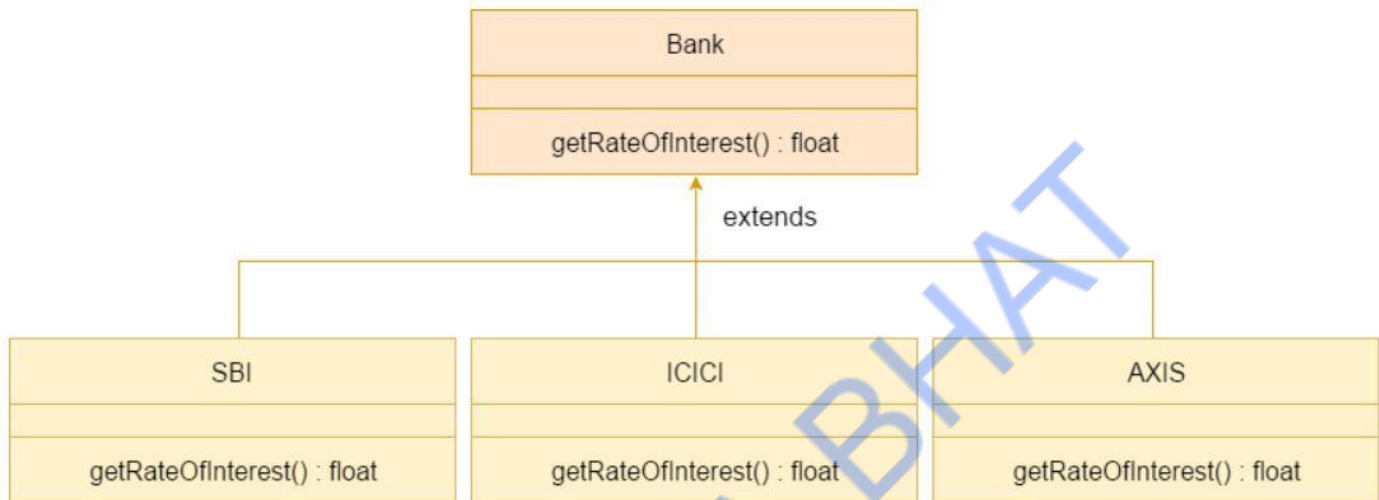 Bank
getRateOfInterest() : float
extends
SBI
ICICI
AXIS
getRateOfInterest() : float
getRateOfInterest() : float
getRateOfInterest() : float
BHAT